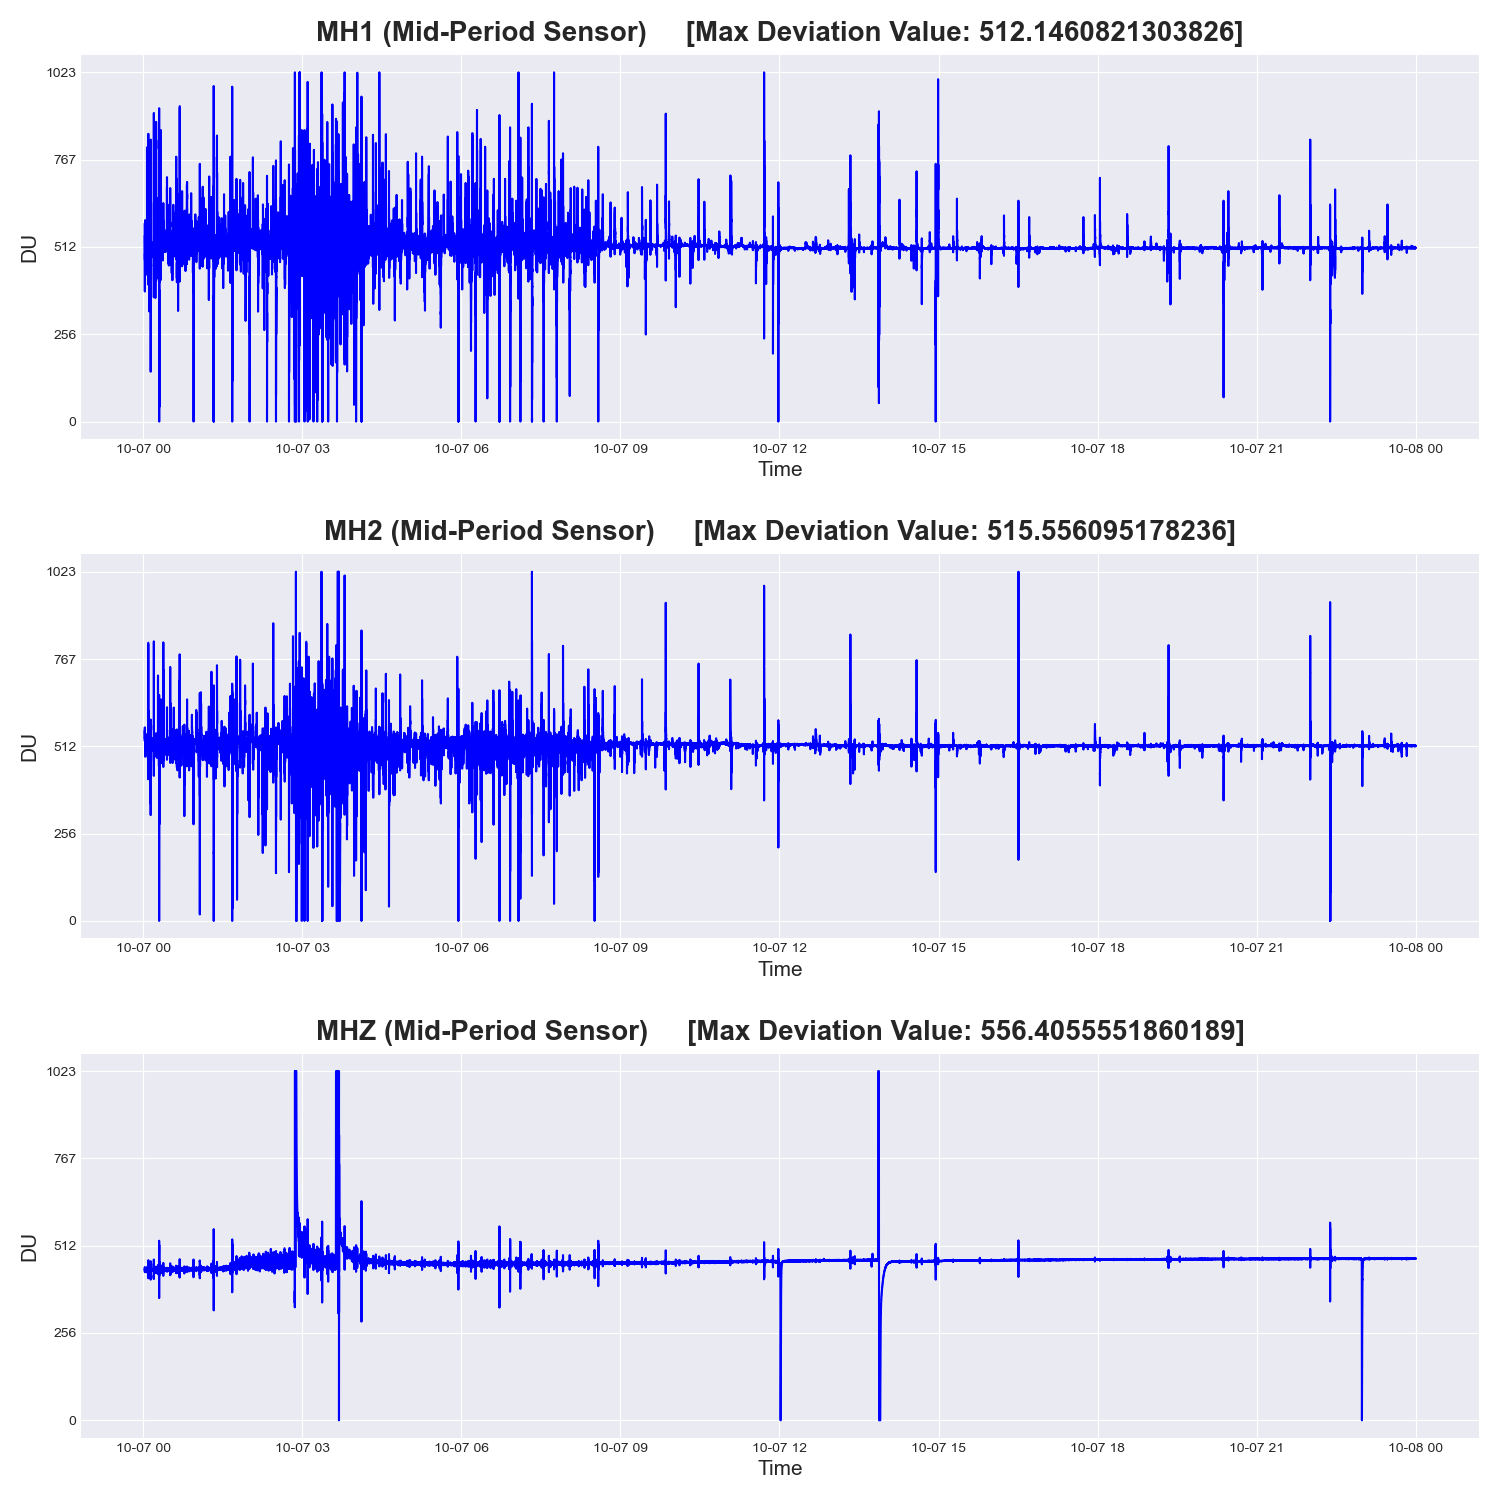 MH1 (Mid-Period Sensor) [Max Deviation Value: 512.1460821303826]
1023
767
512
256
0
DU
10-07 00 10-07 03 10-07 06 10-07 09 10-07 12 10-07 15 10-07 18 10-07 21 10-08 00
Time
MH2 (Mid-Period Sensor) [Max Deviation Value: 515.556095178236]
1023
767
512
256
0
DU
10-07 00 10-07 03 10-07 06 10-07 09 10-07 12 10-07 15 10-07 18 10-07 21 10-08 00
Time
MHZ (Mid-Period Sensor) [Max Deviation Value: 556.4055551860189]
1023
767
512
256
0
DU
10-07 00 10-07 03 10-07 06 10-07 09 10-07 12 10-07 15 10-07 18 10-07 21 10-08 00
Time